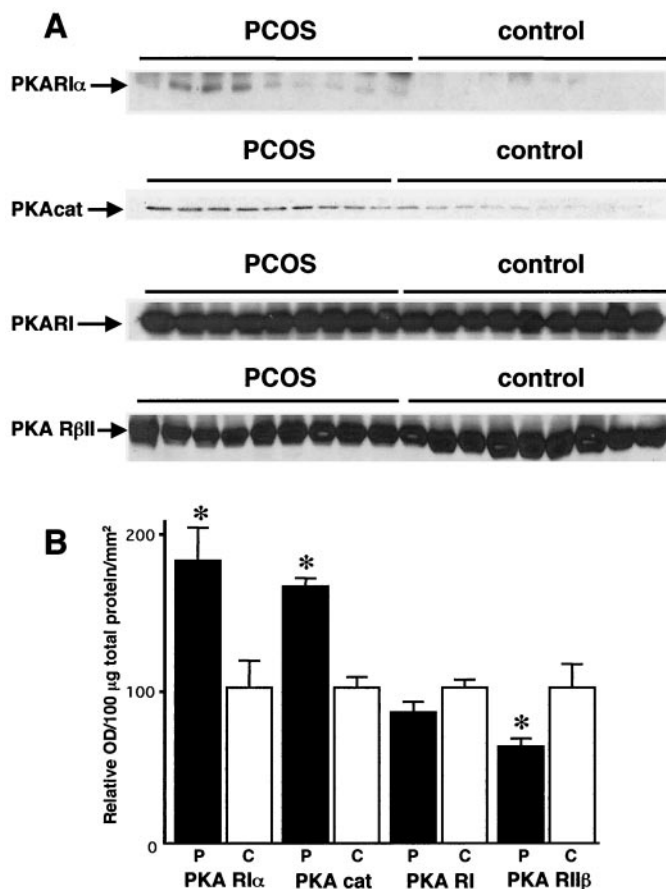 A
PCOS control
PKARIα
PCOS control
PKAcat
PCOS control
PKARI
PCOS control
PKA RβII
B
Relative OD/100 μg total protein/mm²
200
100
0
* * *
P C P C P C P C
PKA RIα PKA cat PKA RI PKA RIIβ